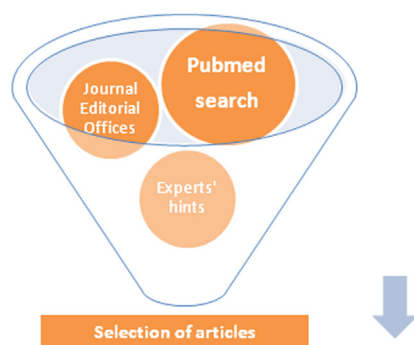 Pubmed
search
Journal
Editorial
Offices
Experts'
hints
Selection of articles